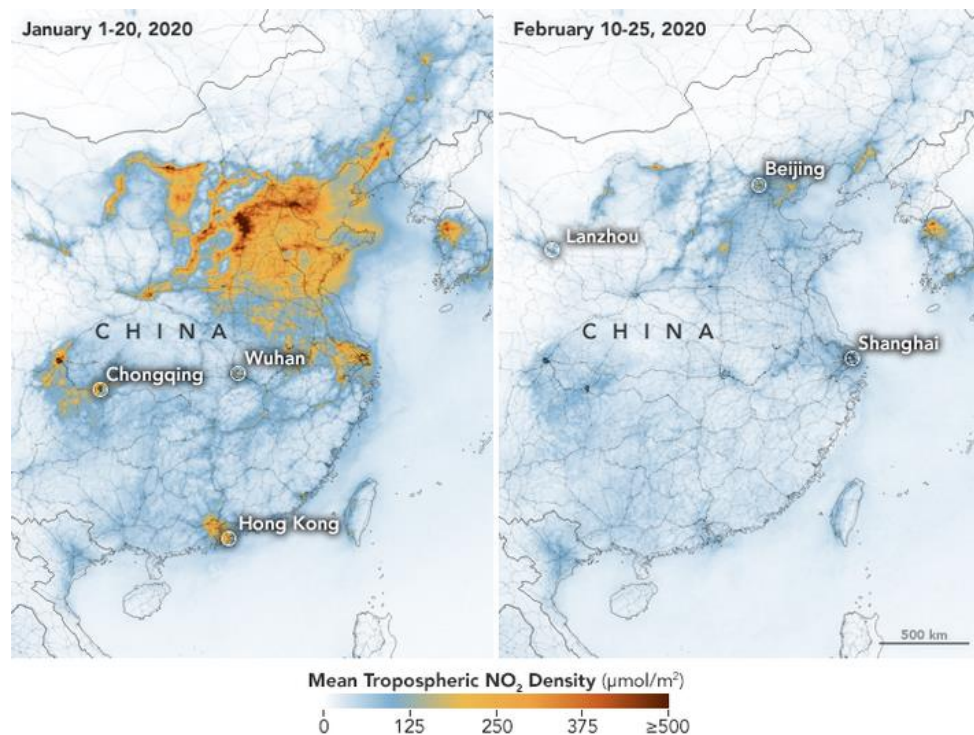 January 1-20, 2020
CHINA
Wuhan
Chongqing
Hong Kong
February 10-25, 2020
Beijing
Lanzhou
CHINA
Shanghai
500 km
Mean Tropospheric NO₂ Density (μmol/m²)
0 125 250 375 ≥500